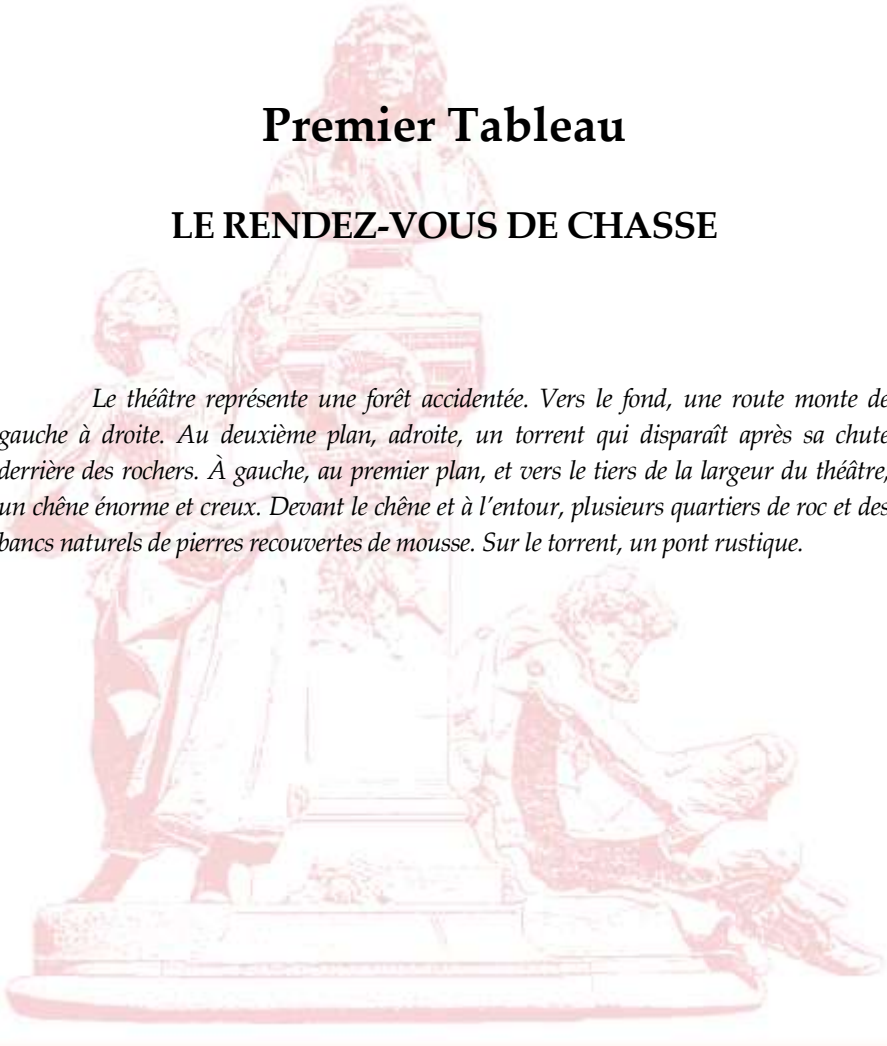 Premier Tableau
LE RENDEZ-VOUS DE CHASSE
Le théâtre représente une forêt accidentée. Vers le fond, une route monte de
gauche à droite. Au deuxième plan, adroite, un torrent qui disparaît après sa chute
derrière des rochers. À gauche, au premier plan, et vers le tiers de la largeur du théâtre,
un chêne énorme et creux. Devant le chêne et à l’entour, plusieurs quartiers de roc et des
bancs naturels de pierres recouvertes de mousse. Sur le torrent, un pont rustique.